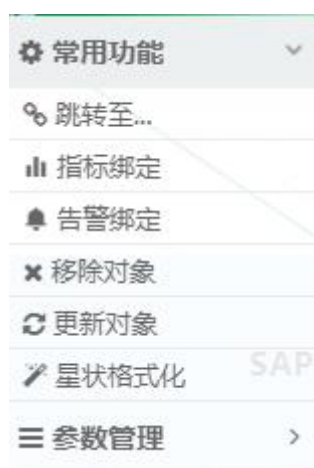 常用功能
跳转至...
指标绑定
告警绑定
移除对象
更新对象
星状格式化
SAP
参数管理